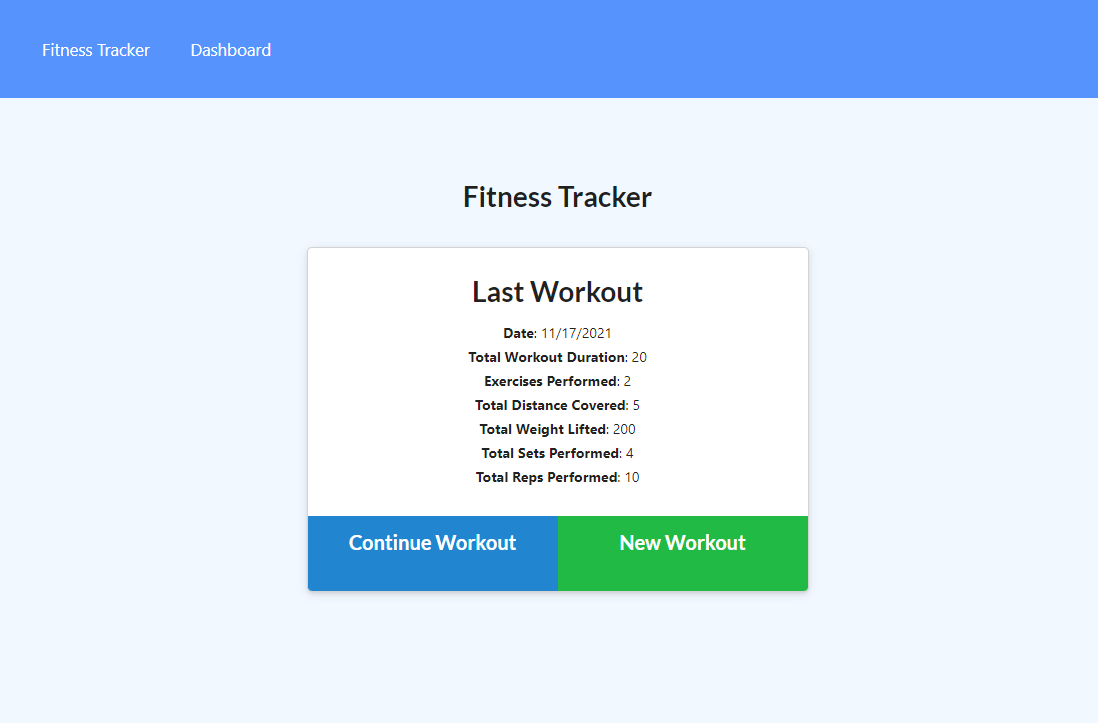 Fitness Tracker Dashboard
Fitness Tracker
Last Workout
Date: 11/17/2021
Total Workout Duration: 20
Exercises Performed: 2
Total Distance Covered: 5
Total Weight Lifted: 200
Total Sets Performed: 4
Total Reps Performed: 10
Continue Workout New Workout